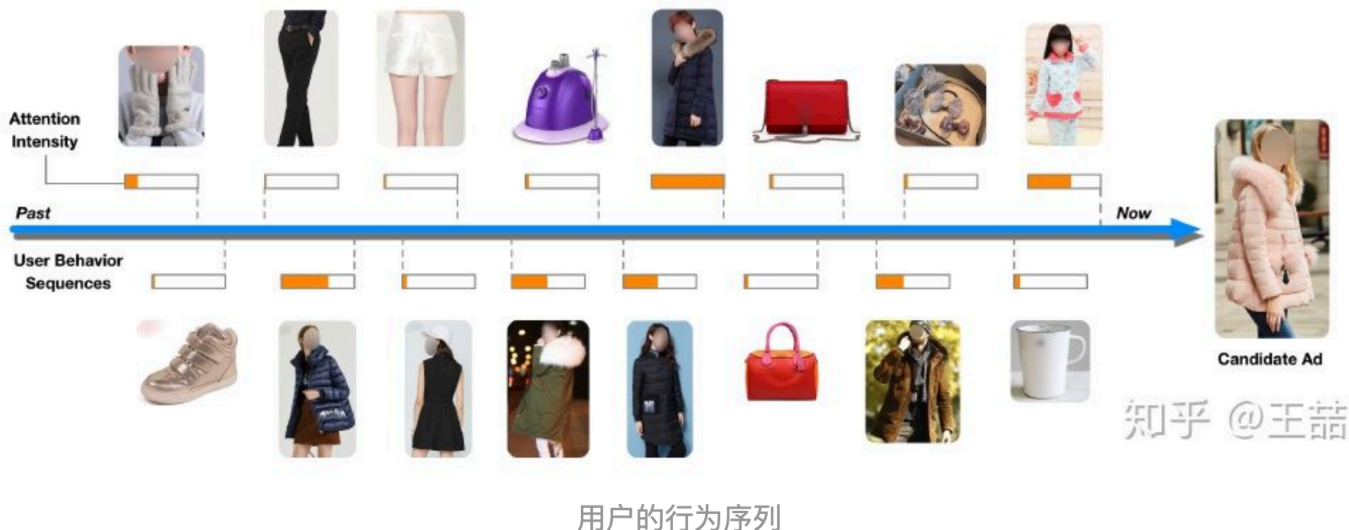 Attention
Intensity
Past
Now
User Behavior
Sequences
Candidate Ad
知乎 @王喆
用户的行为序列